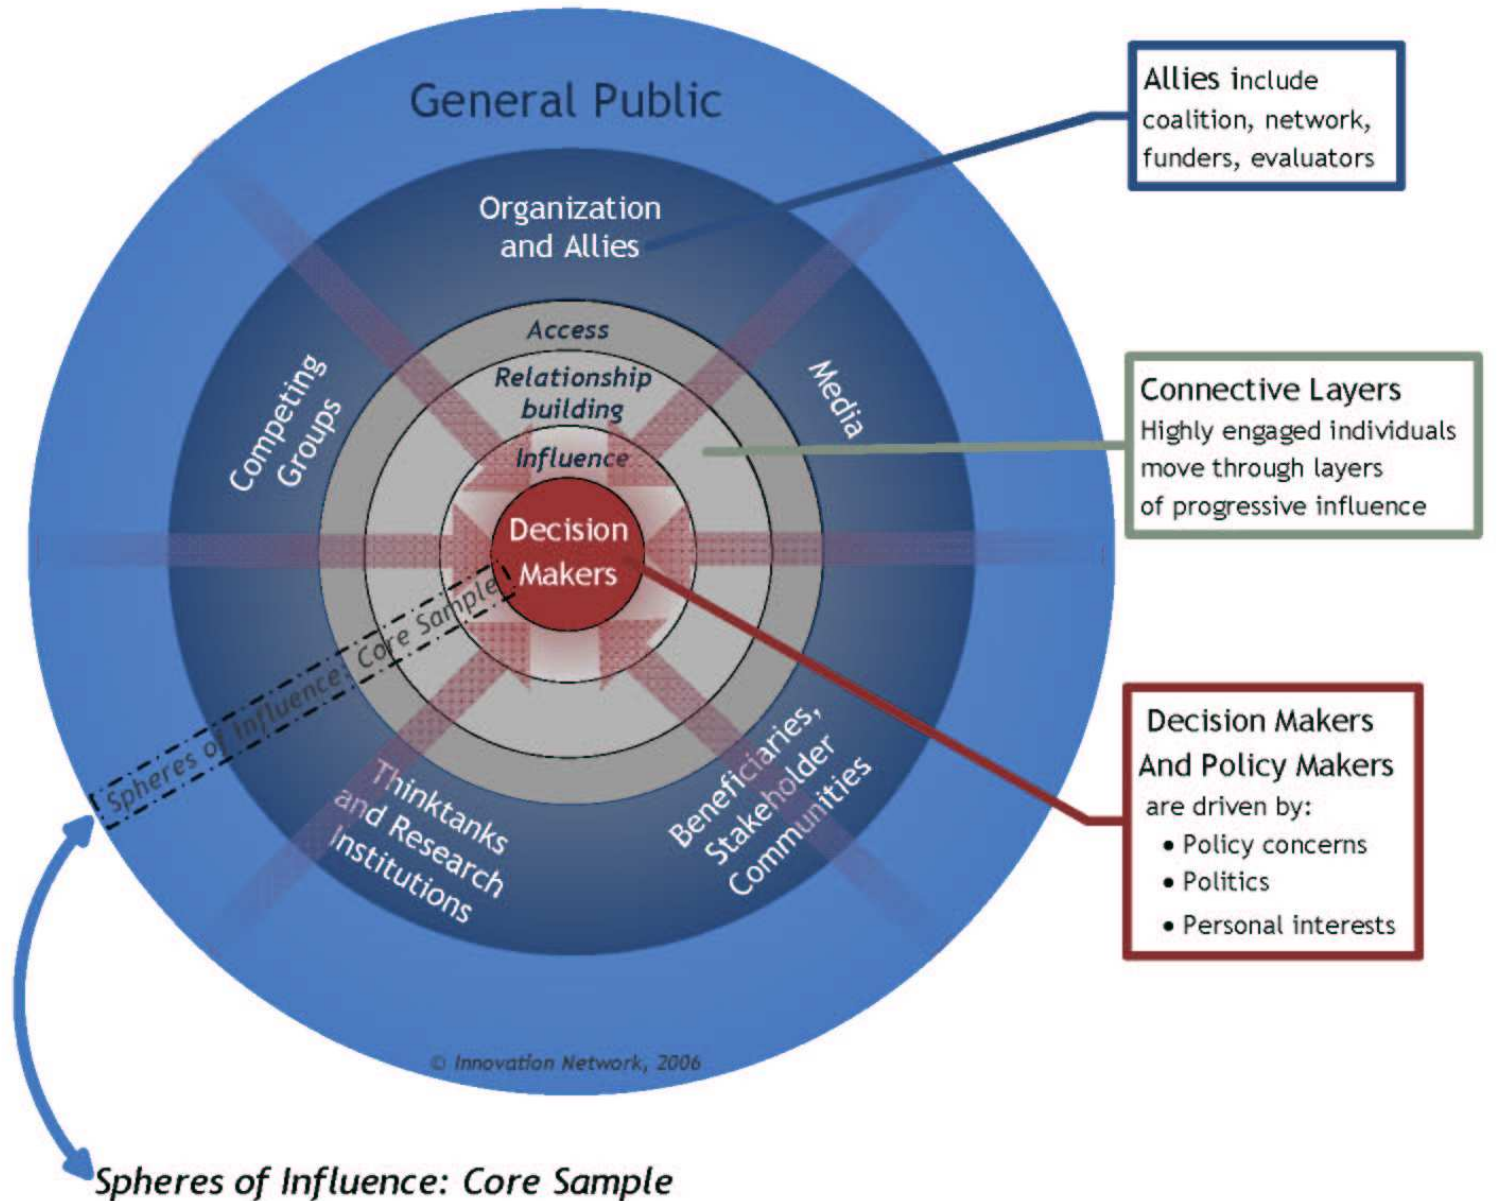 General Public
Organization
and Allies
Access
Relationship
building
Influence
Decision
Makers
Competing
Groups
Media
Thinktanks
and Research
Institutions
Beneficiaries,
Stakeholder
Communities
Spheres of Influence: Core Sample
© Innovation Network, 2006
Allies include
coalition, network,
funders, evaluators
Connective Layers
Highly engaged individuals
move through layers
of progressive influence
Decision Makers
And Policy Makers
are driven by:
• Policy concerns
• Politics
• Personal interests
Spheres of Influence: Core Sample